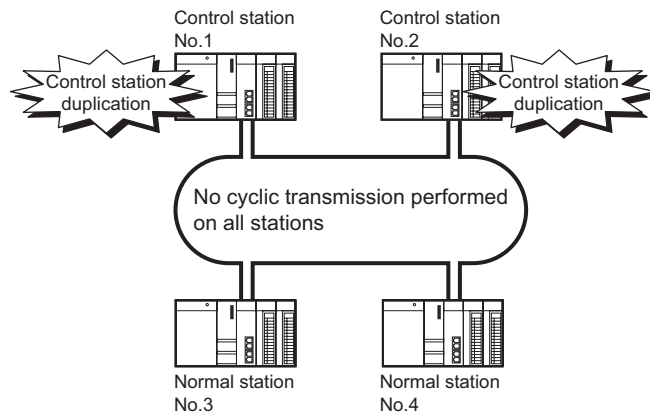 Control station
No.1
Control station
No.2
Control station
duplication
Control station
duplication
No cyclic transmission performed
on all stations
Normal station
No.3
Normal station
No.4